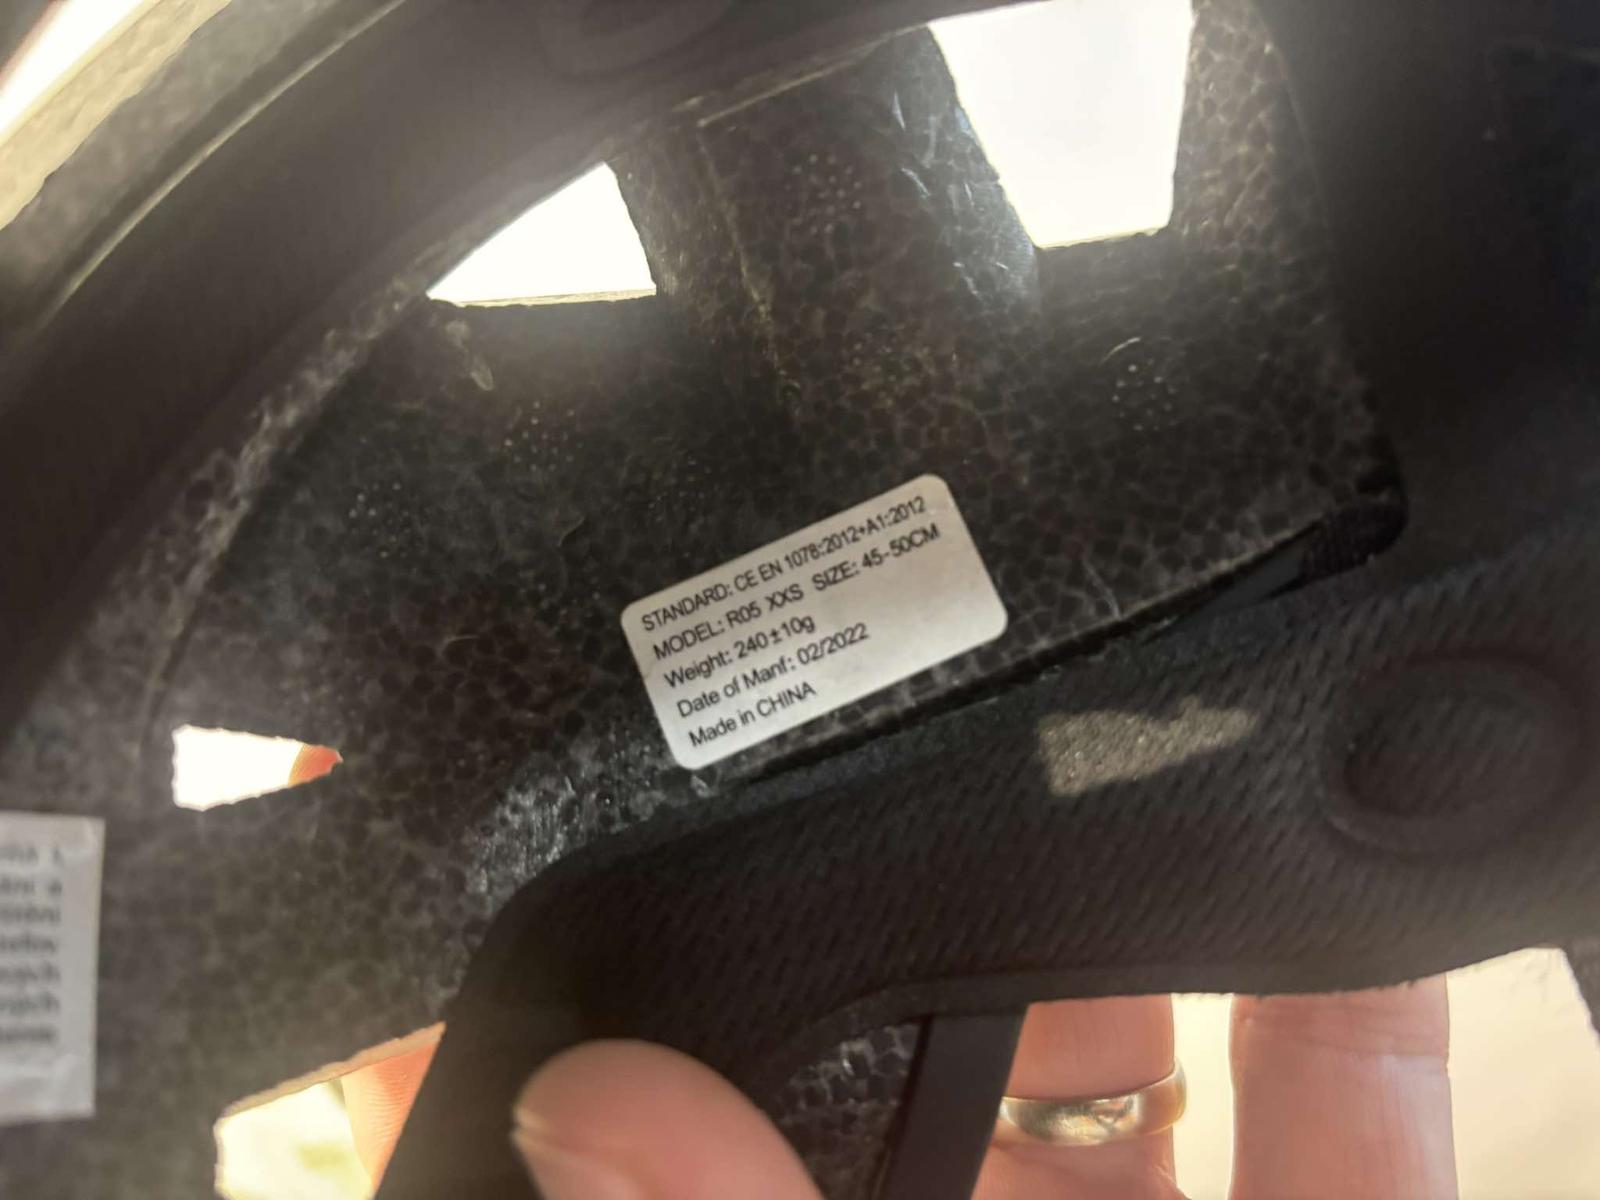 STANDARD: CE EN 1078:2012+A1:2012
MODEL: R05 XXS SIZE: 45-50CM
Weight: 240±10g
Date of Manf: 02/2022
Made in CHINA